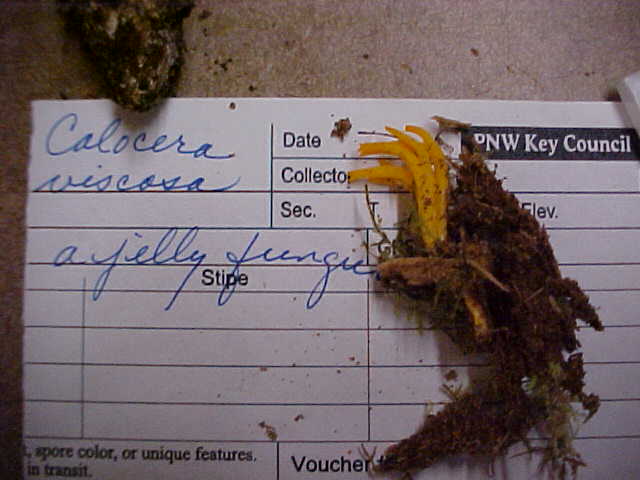 Calocera
viscosa
Date
PNW Key Council
Collecto
Sec.
T
Elev.
a jelly fungi
Stipe
, spore color, or unique features.
in transit.
Voucher #